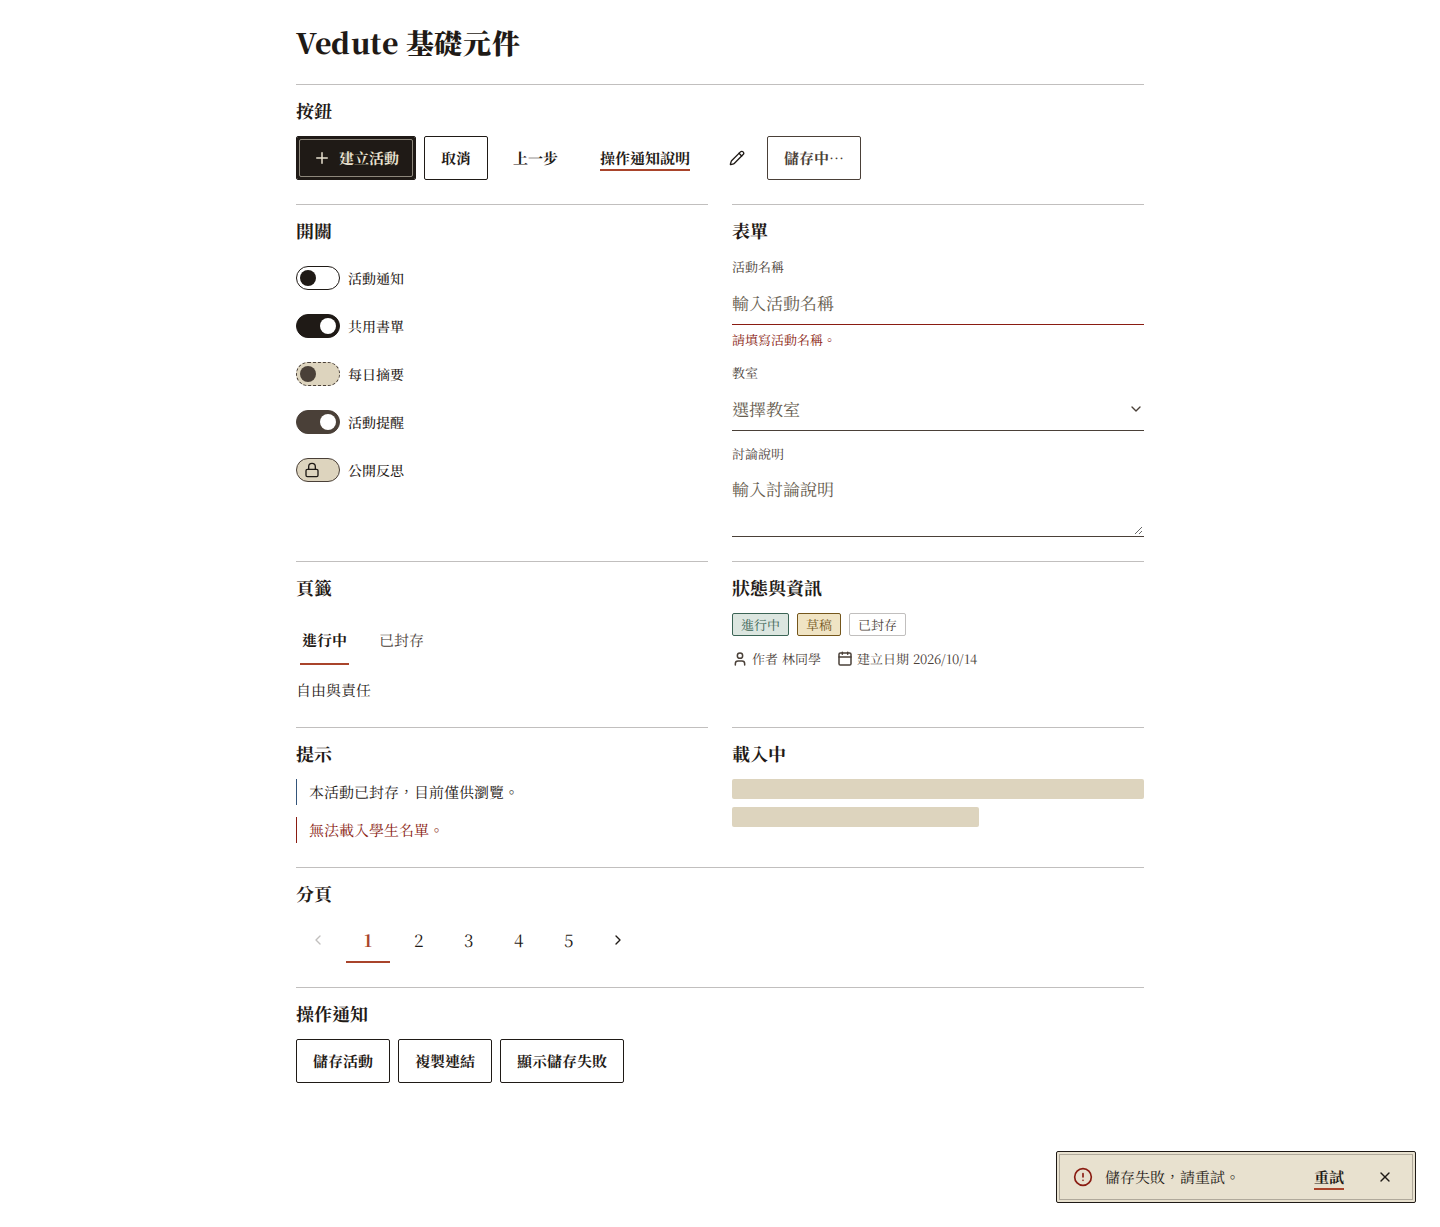 Vedute 基礎元件
按鈕
建立活動 取消 上一步 操作通知說明 儲存中…
開關
活動通知
共用書單
每日摘要
活動提醒
公開反思
表單
活動名稱
輸入活動名稱
請填寫活動名稱。
教室
選擇教室
討論說明
輸入討論說明
頁籤
進行中 已封存
自由與責任
狀態與資訊
進行中 草稿 已封存
作者 林同學 建立日期 2026/10/14
提示
本活動已封存，目前僅供瀏覽。
無法載入學生名單。
載入中
分頁
1 2 3 4 5
操作通知
儲存活動 複製連結 顯示儲存失敗
儲存失敗，請重試。 重試